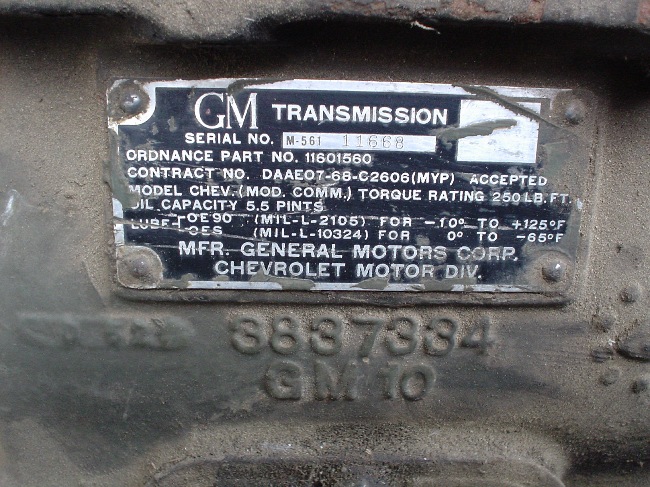 GM TRANSMISSION
SERIAL NO. M-561 11668
ORDNANCE PART NO. 11601560
CONTRACT NO. DAAE07-68-C2606(MYP) ACCEPTED
MODEL CHEV. (MOD. COMM.) TORQUE RATING 250 LB. FT.
OIL CAPACITY 5.5 PINTS
OE90 (MIL-L-2105) FOR -10° TO +125°F
LUBE- OES (MIL-L-10324) FOR 0° TO -65°F
MFR. GENERAL MOTORS CORP.
CHEVROLET MOTOR DIV.
3837334
GM 10